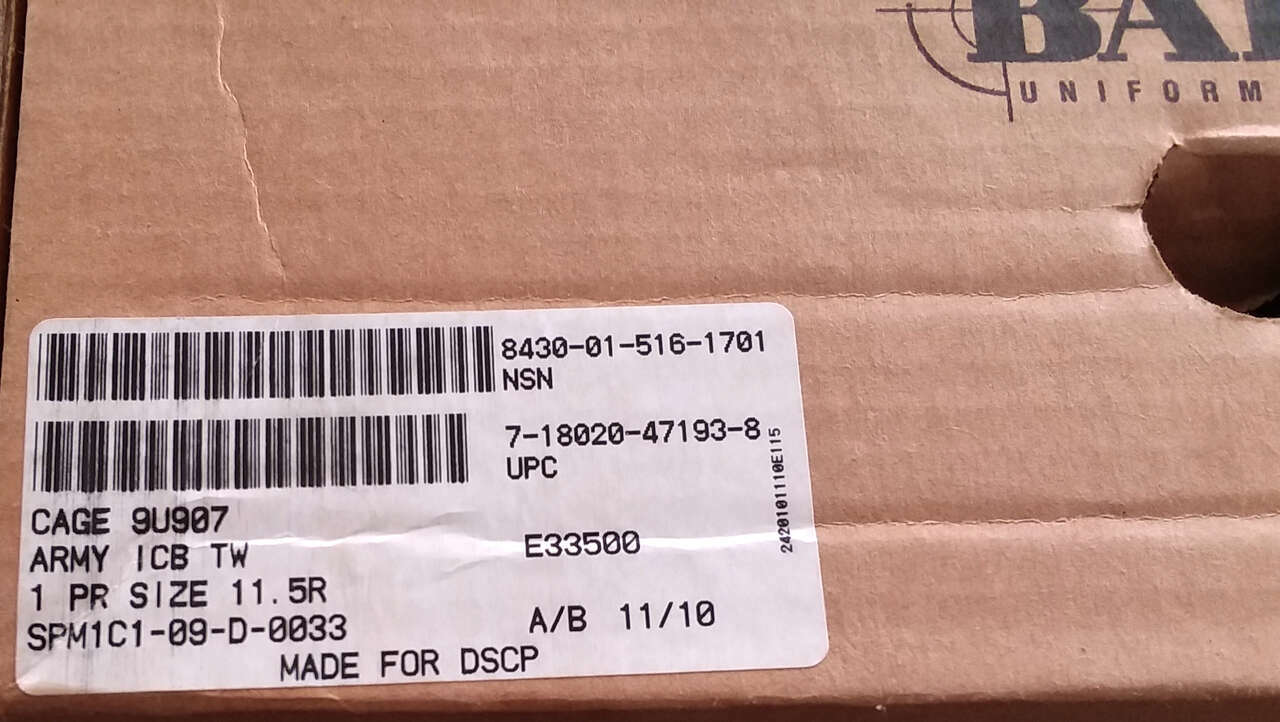 UNIFORM
8430-01-516-1701
NSN
7-18020-47193-8
UPC
2420101110E115
CAGE 9U907
ARMY ICB TW
E33500
1 PR SIZE 11.5R
SPM1C1-09-D-0033
A/B 11/10
MADE FOR DSCP